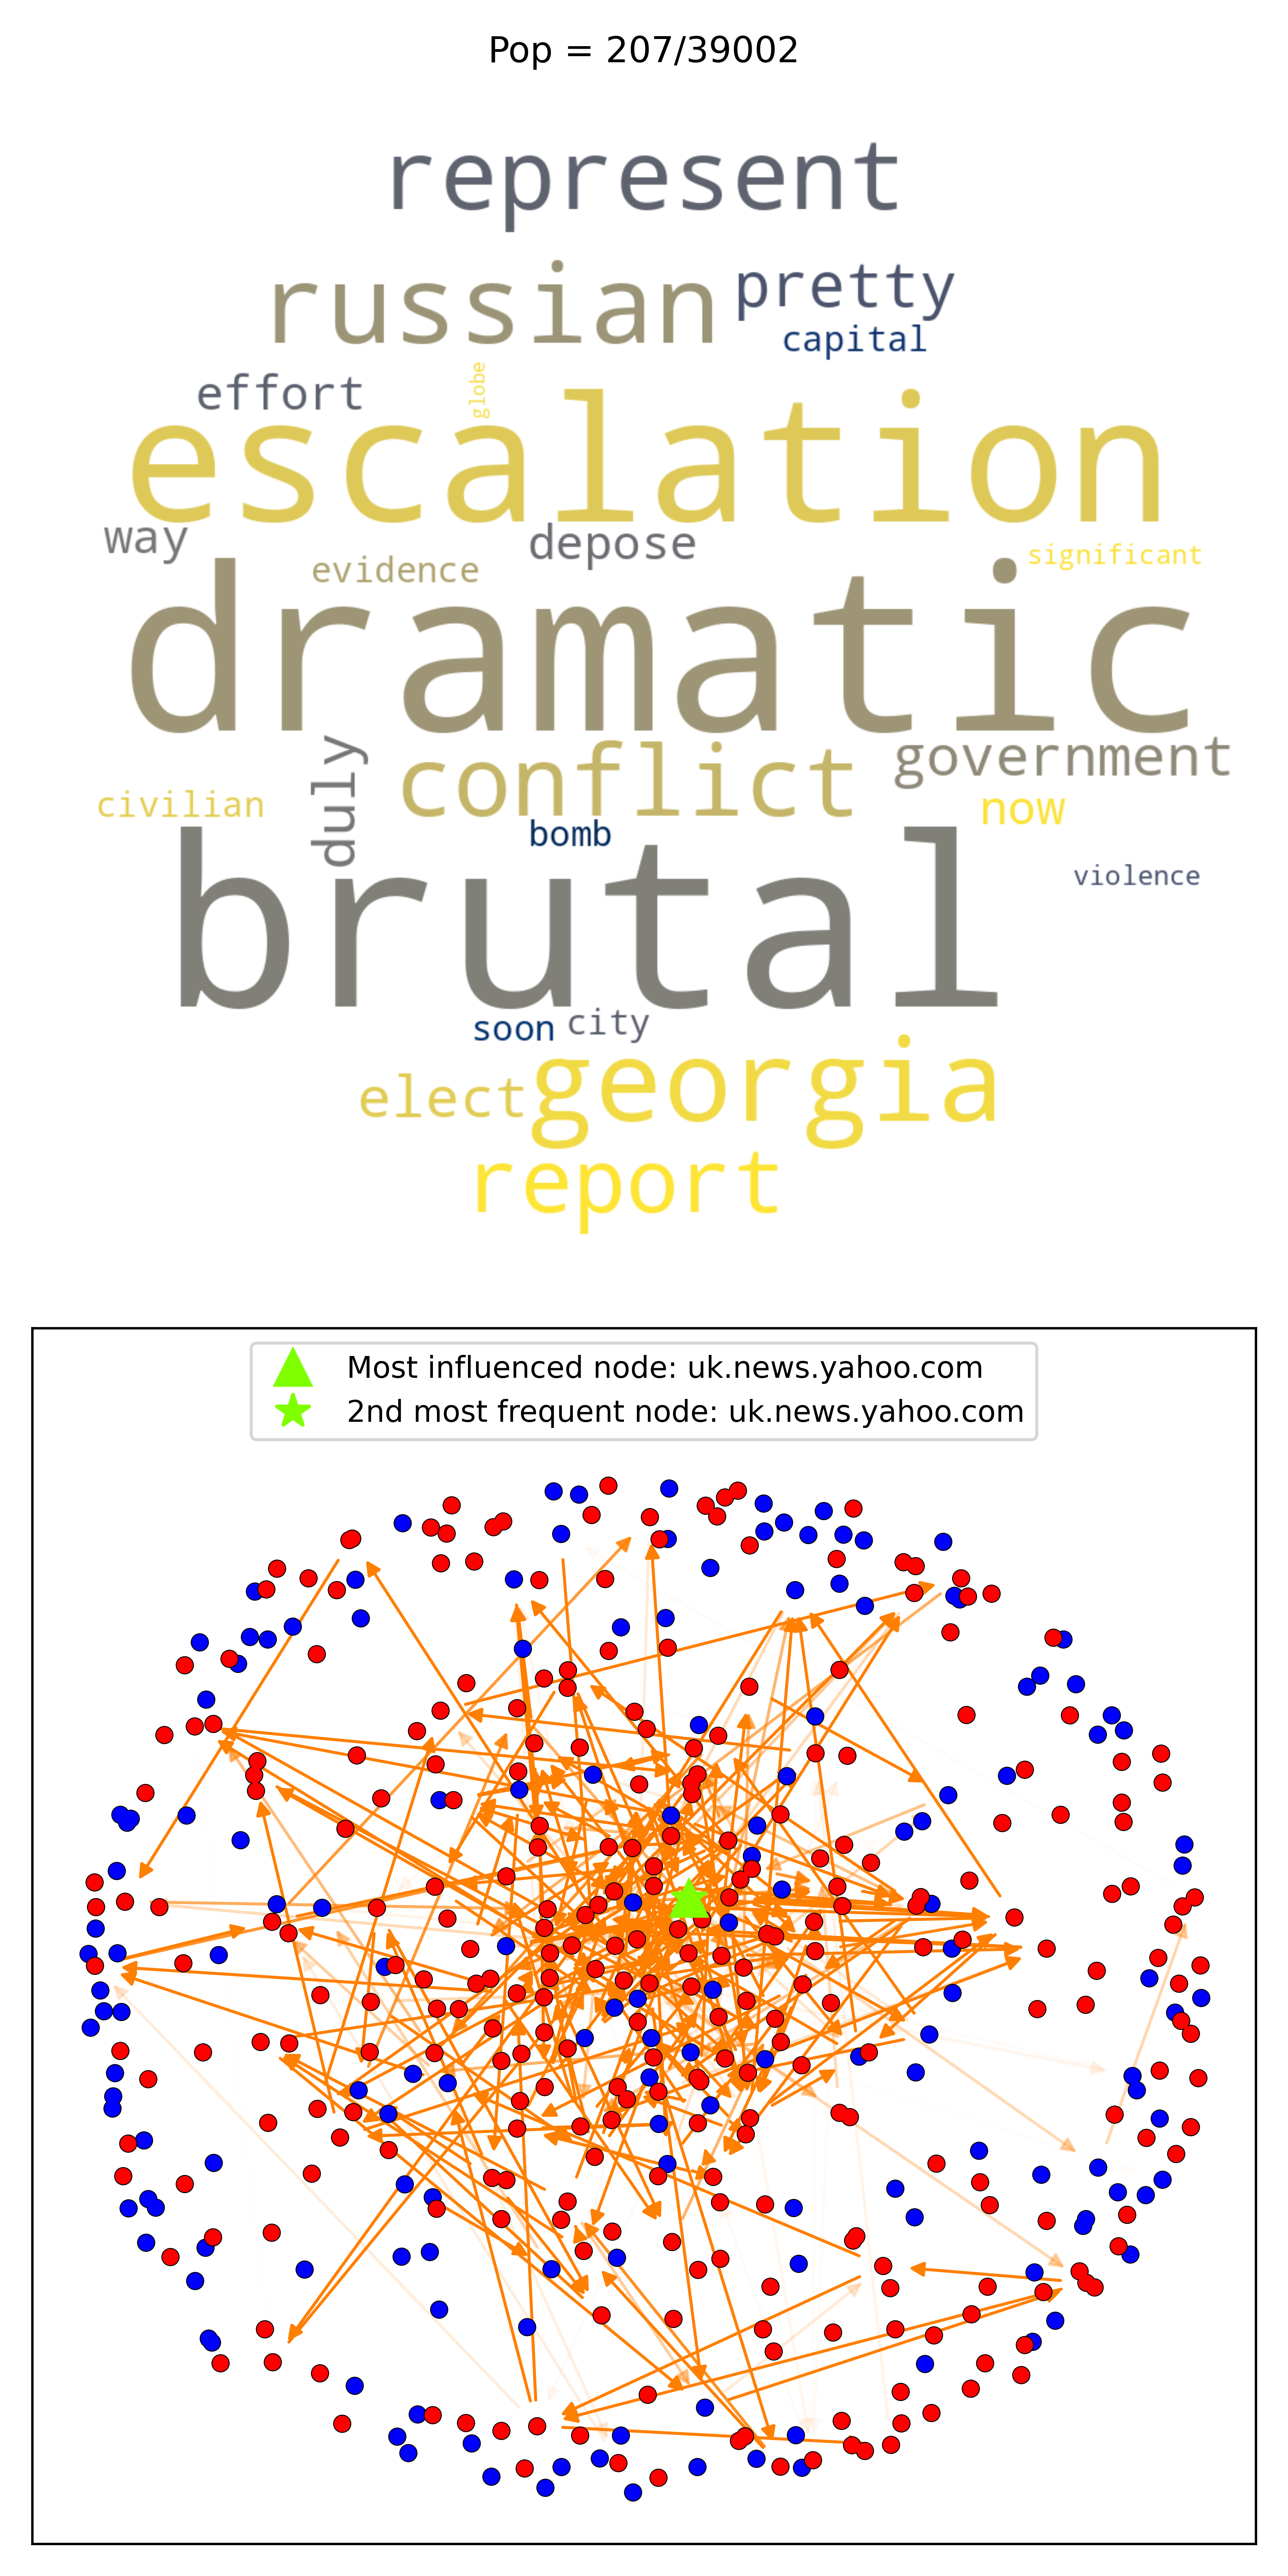 Pop = 207/39002
represent
russian
pretty
capital
effort
globe
escalation
way
depose
evidence
significant
dramatic
duly
conflict
government
civilian
now
bomb
violence
brutal
soon
city
elect
georgia
report
Most influenced node: uk.news.yahoo.com
2nd most frequent node: uk.news.yahoo.com